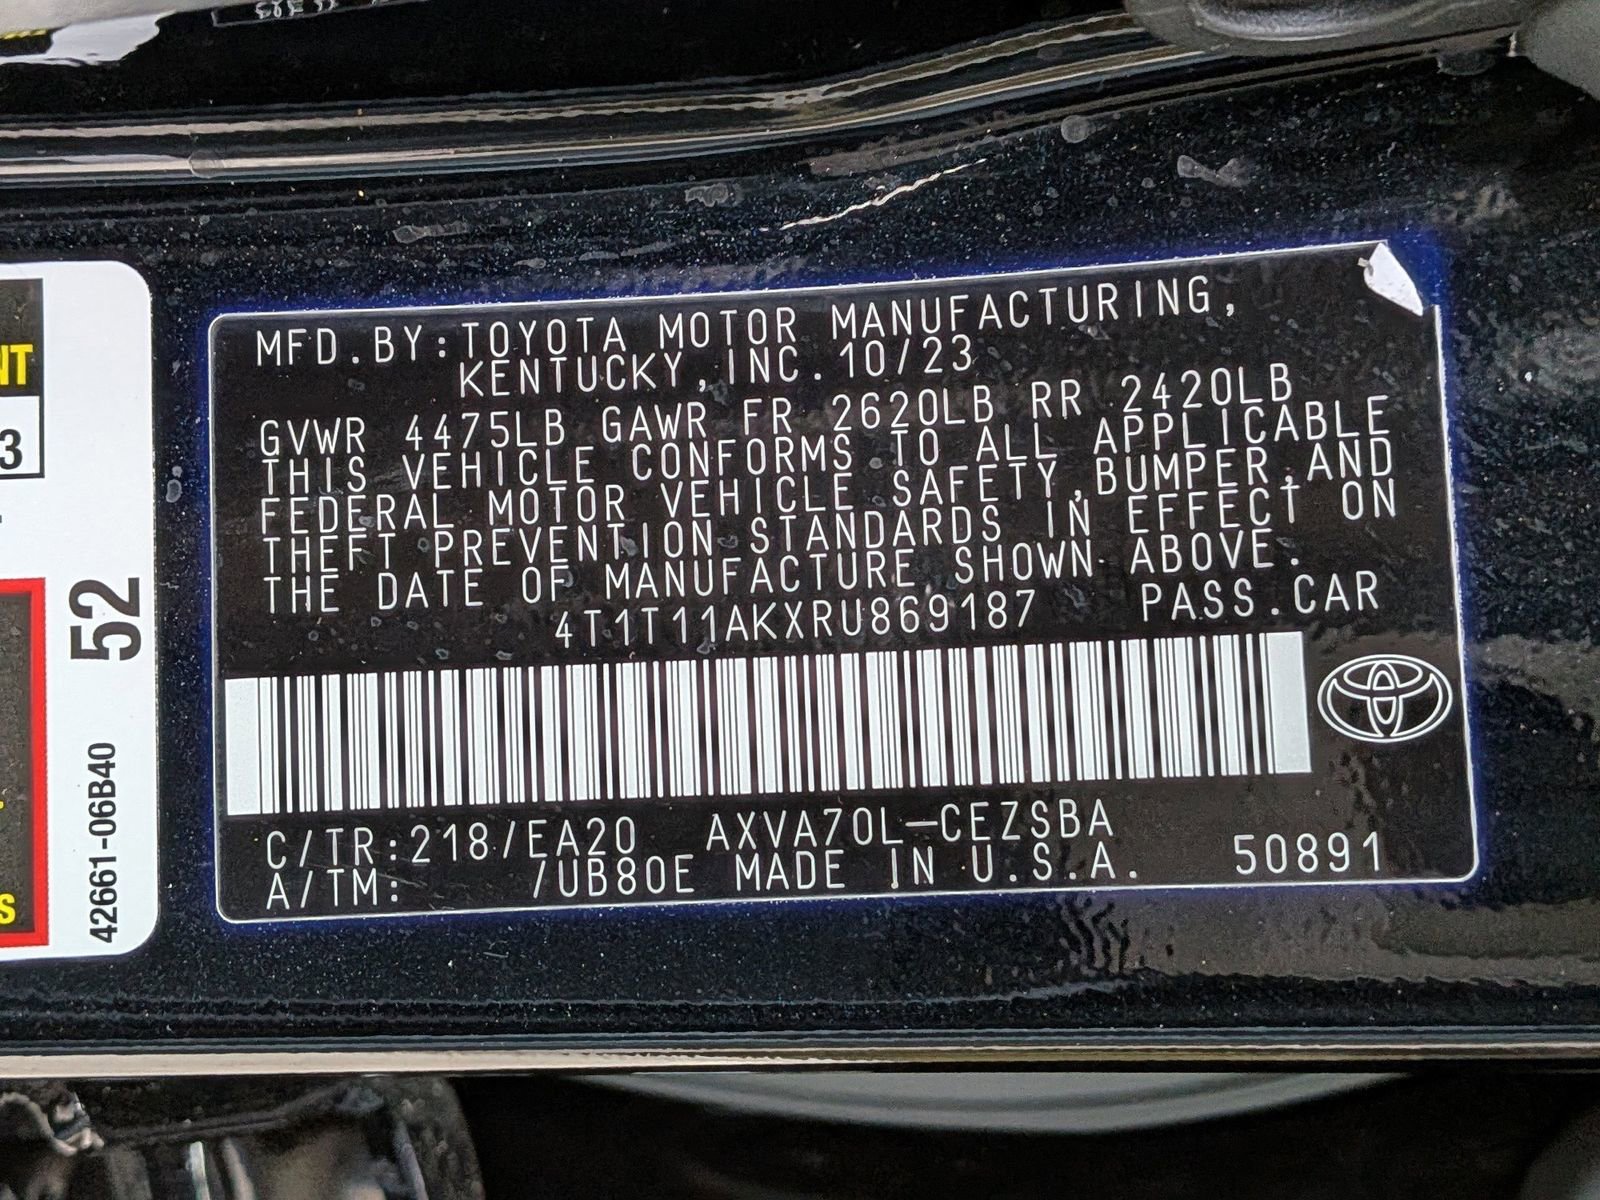 MFD.BY:TOYOTA MOTOR MANUFACTURING,
KENTUCKY,INC.10/23
GVWR 4475LB GAWR FR 2620LB RR 2420LB
THIS VEHICLE CONFORMS TO ALL APPLICABLE
FEDERAL MOTOR VEHICLE SAFETY,BUMPER,AND
THEFT PREVENTION STANDARDS IN EFFECT ON
THE DATE OF MANUFACTURE SHOWN ABOVE.
4T1T11AKXRU869187 PASS.CAR
C/TR:218/EA20 AXVA70L-CEZSBA
A/TM: /UB80E MADE IN U.S.A. 50891
NT
3
S
52
42661-06B40